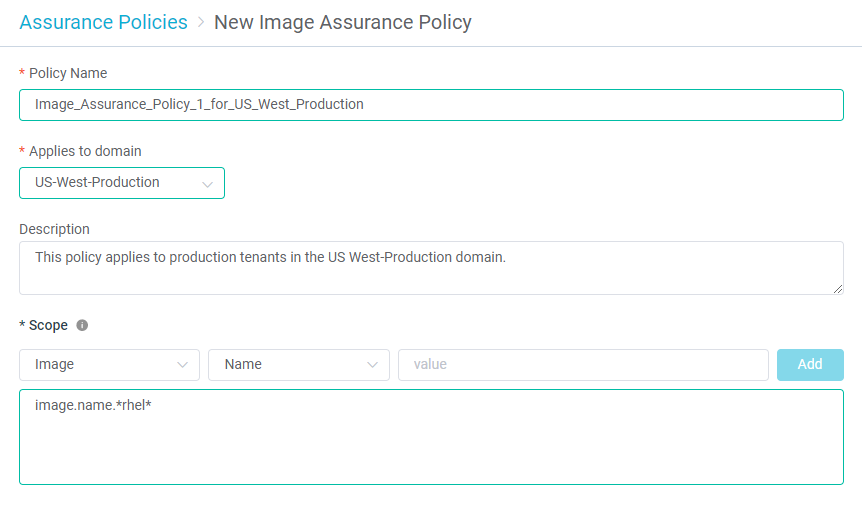 Assurance Policies > New Image Assurance Policy
* Policy Name
Image_Assurance_Policy_1_for_US_West_Production
* Applies to domain
US-West-Production
Description
This policy applies to production tenants in the US West-Production domain.
* Scope i
Image Name value Add
image.name.*rhel*